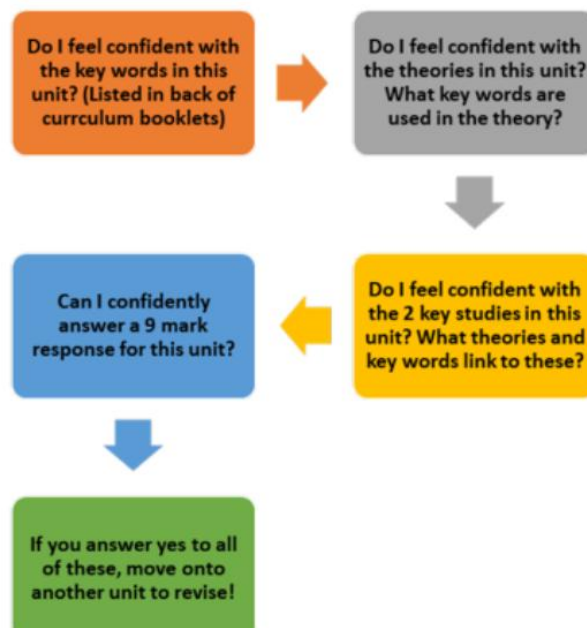 Do I feel confident with
the key words in this
unit? (Listed in back of
currculum booklets)
Do I feel confident with
the theories in this unit?
What key words are
used in the theory?
Do I feel confident with
the 2 key studies in this
unit? What theories and
key words link to these?
Can I confidently
answer a 9 mark
response for this unit?
If you answer yes to all
of these, move onto
another unit to revise!